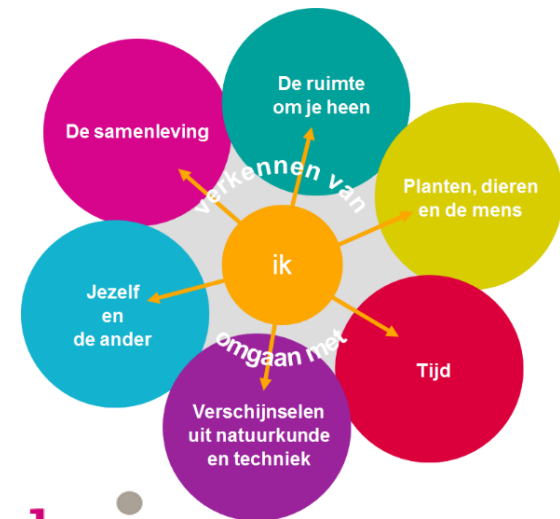 De ruimte
om je heen
De samenleving
verkennen van
Planten, dieren
en de mens
ik
Jezelf
en
de ander
omgaan met
Tijd
Verschijnselen
uit natuurkunde
en techniek